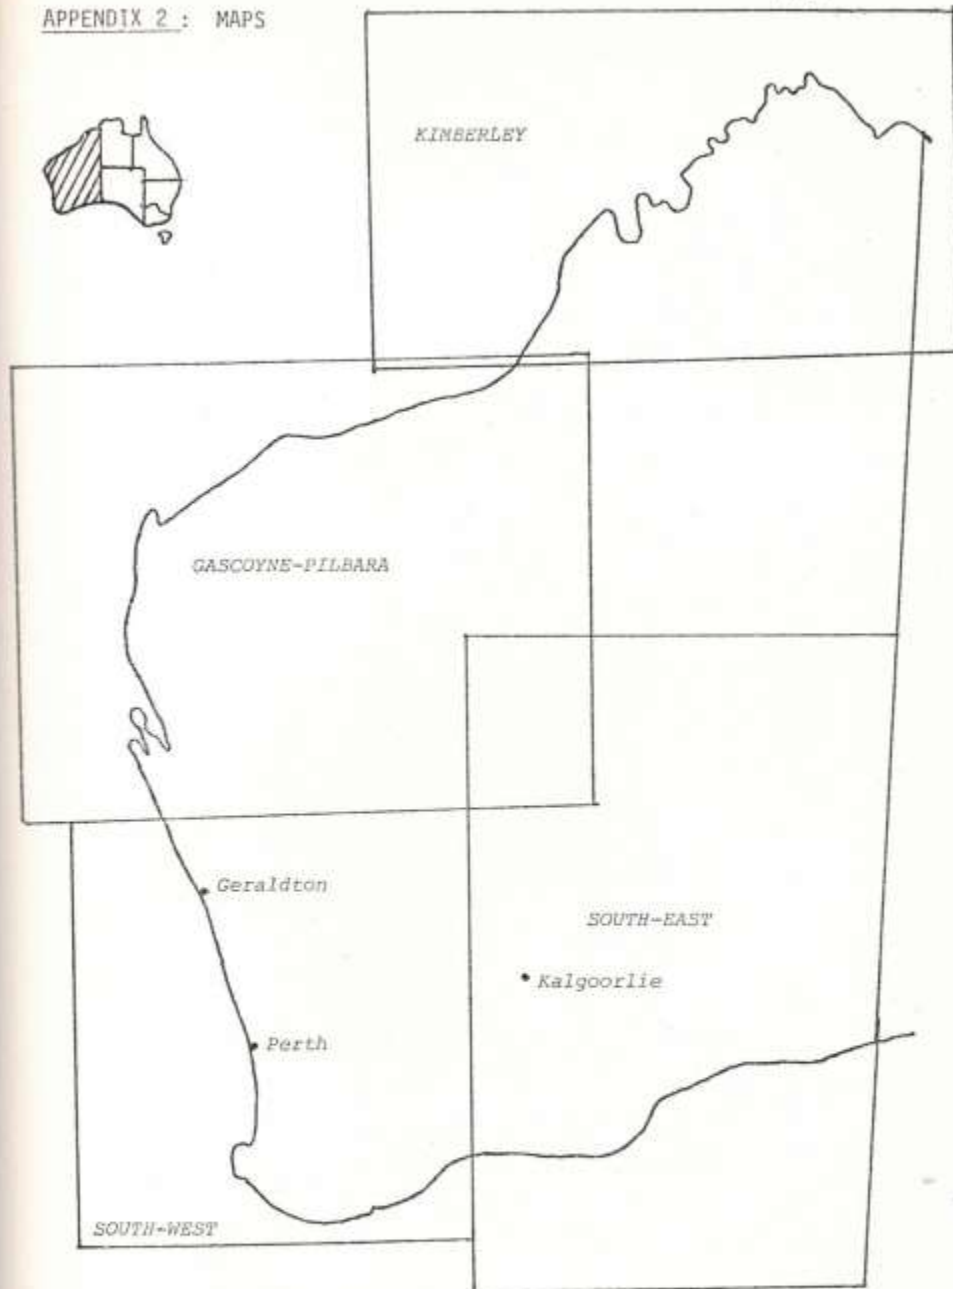 APPENDIX 2 : MAPS
KIMBERLEY
GASCOYNE-PILBARA
Geraldton
SOUTH-EAST
Kalgoorlie
Perth
SOUTH-WEST